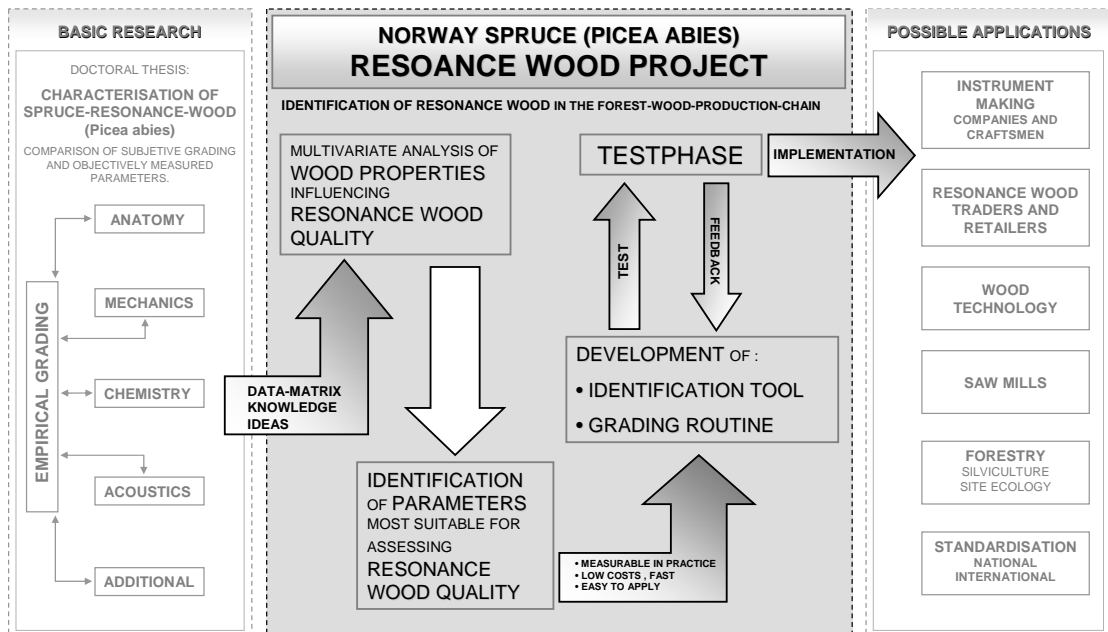 BASIC RESEARCH
DOCTORAL THESIS:
CHARACTERISATION OF
SPRUCE-RESONANCE-WOOD
(Picea abies)
COMPARISON OF SUBJETIVE GRADING
AND OBJECTIVELY MEASURED
PARAMETERS.
EMPIRICAL GRADING
ANATOMY
MECHANICS
CHEMISTRY
ACOUSTICS
ADDITIONAL
NORWAY SPRUCE (PICEA ABIES)
RESOANCE WOOD PROJECT
IDENTIFICATION OF RESONANCE WOOD IN THE FOREST-WOOD-PRODUCTION-CHAIN
MULTIVARIATE ANALYSIS OF
WOOD PROPERTIES
INFLUENCING
RESONANCE WOOD
QUALITY
DATA-MATRIX
KNOWLEDGE
IDEAS
IDENTIFICATION
OF PARAMETERS
MOST SUITABLE FOR
ASSESSING
RESONANCE
WOOD QUALITY
• MEASURABLE IN PRACTICE
• LOW COSTS , FAST
• EASY TO APPLY
DEVELOPMENT OF :
• IDENTIFICATION TOOL
• GRADING ROUTINE
TEST
FEEDBACK
TESTPHASE
IMPLEMENTATION
POSSIBLE APPLICATIONS
INSTRUMENT
MAKING
COMPANIES AND
CRAFTSMEN
RESONANCE WOOD
TRADERS AND
RETAILERS
WOOD
TECHNOLOGY
SAW MILLS
FORESTRY
SILVICULTURE
SITE ECOLOGY
STANDARDISATION
NATIONAL
INTERNATIONAL